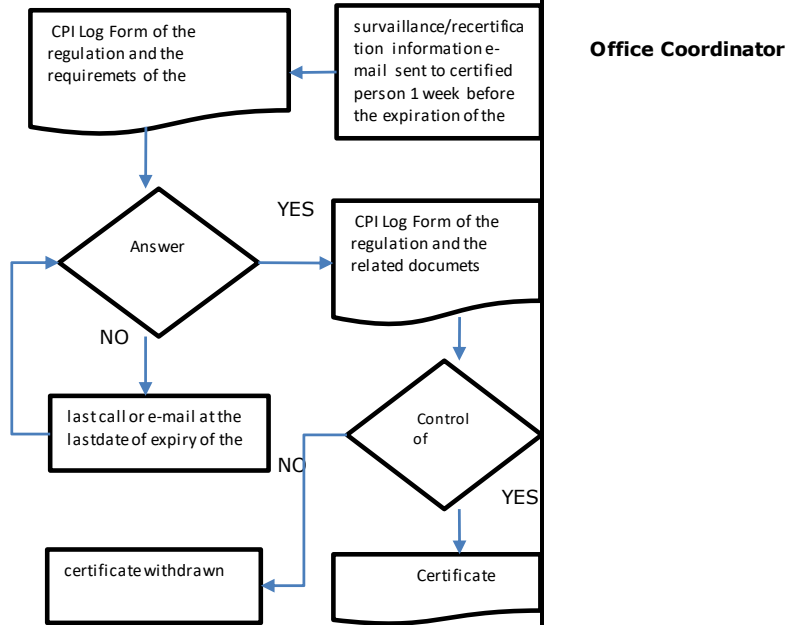 CPI Log Form of the
regulation and the
requiremets of the
survaillance/recertifica
tion information e-
mail sent to certified
person 1 week before
the expiration of the
Office Coordinator
Answer
YES
CPI Log Form of the
regulation and the
related documets
NO
last call or e-mail at the
lastdate of expiry of the
Control
of
NO
YES
certificate withdrawn
Certificate